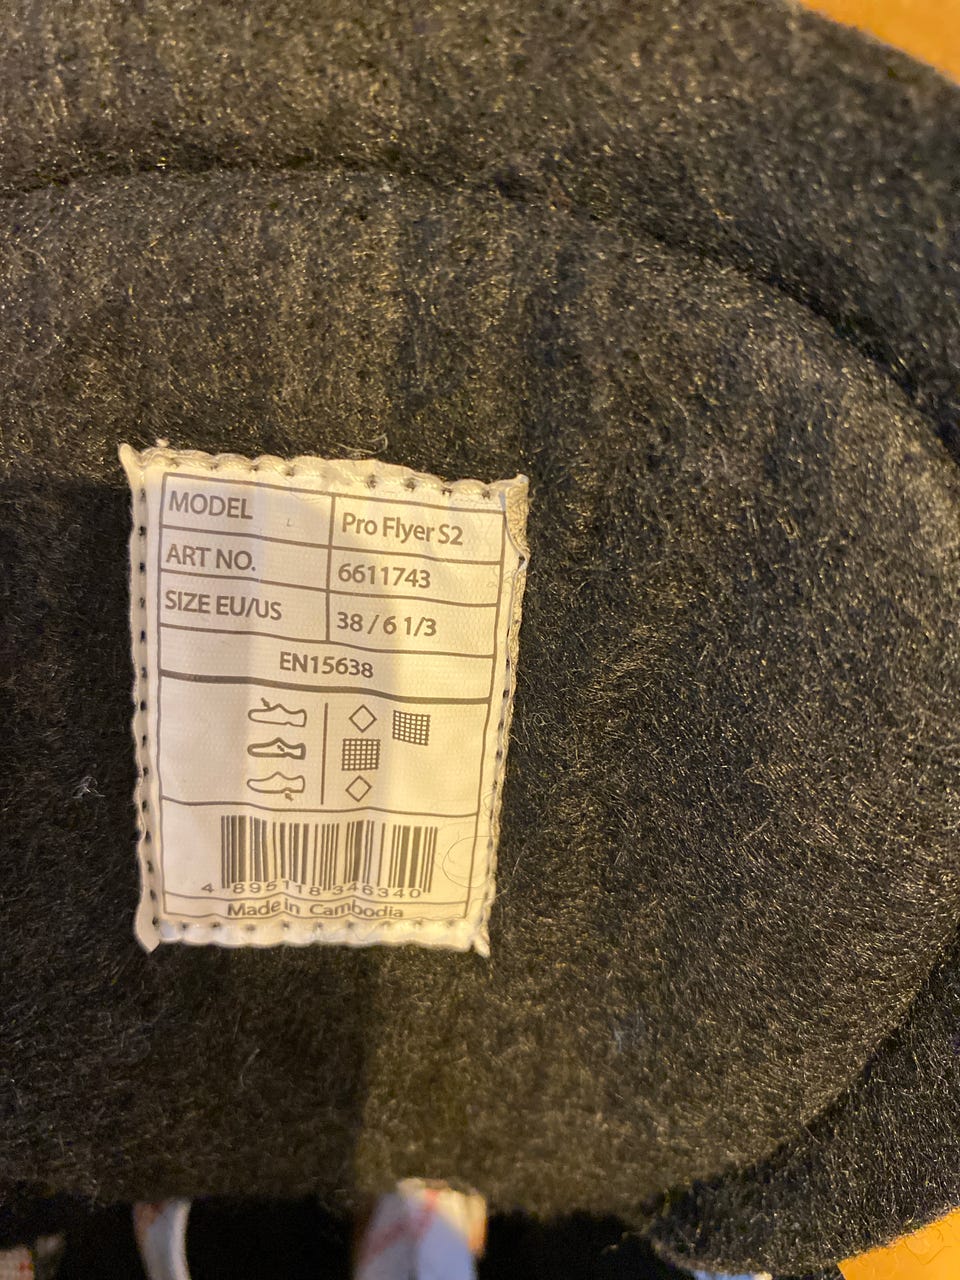 MODEL Pro Flyer S2
ART NO. 6611743
SIZE EU/US 38 / 6 1/3
EN15638
4 895118 346340
Made in Cambodia